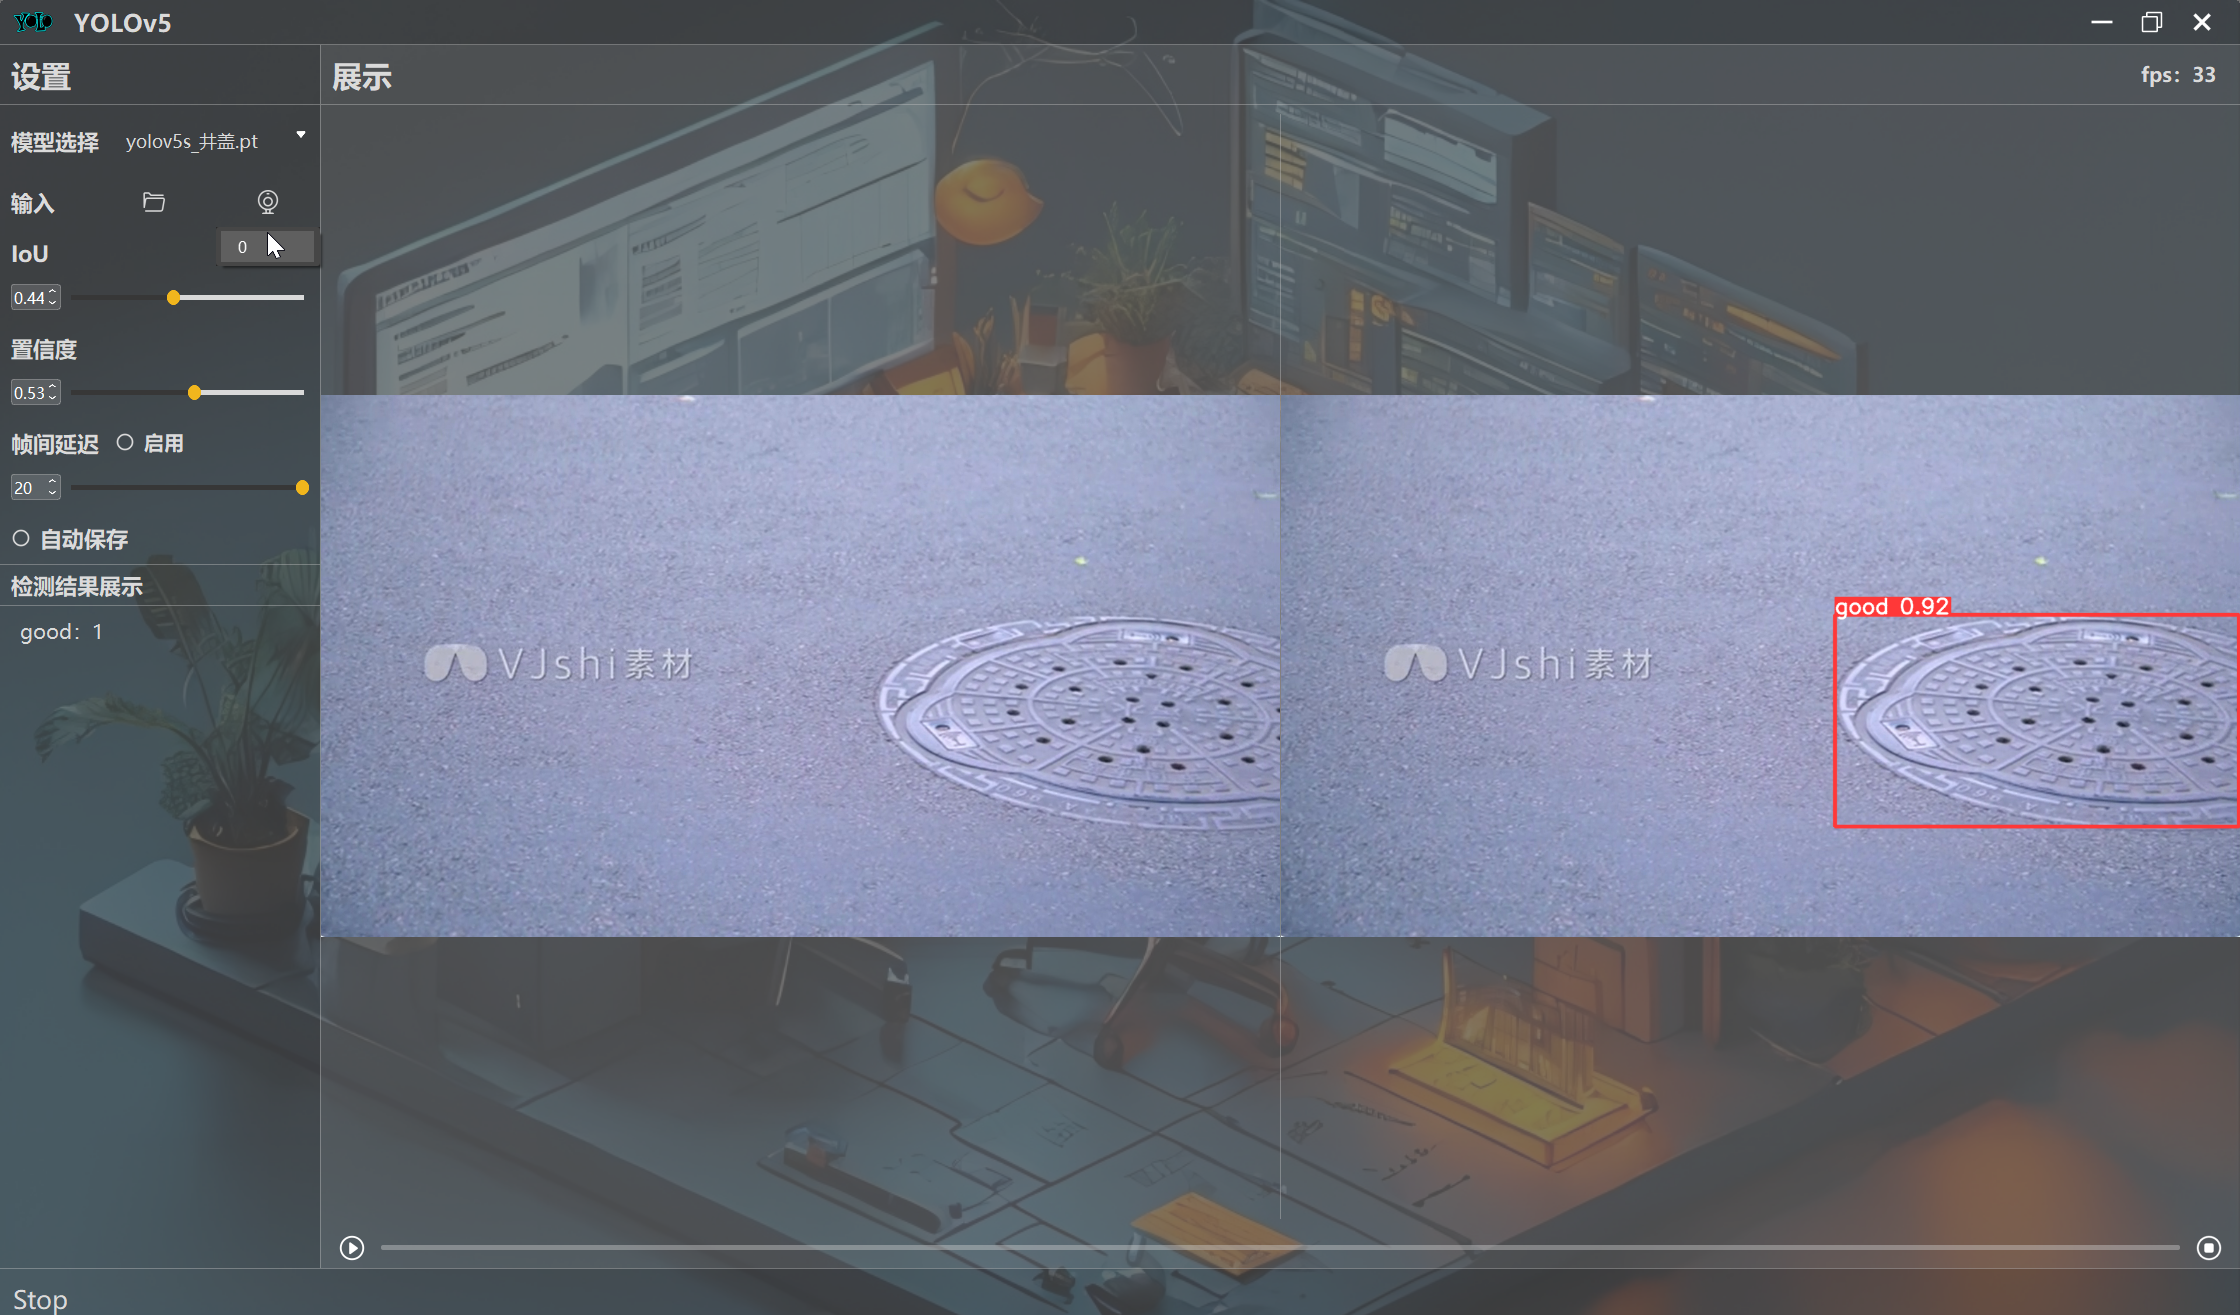 YOLO
YOLOv5
设置
展示
fps: 33
模型选择
yolov5s_井盖.pt
输入
0
IoU
0.44
置信度
0.53
帧间延迟
启用
20
自动保存
检测结果展示
good: 1
VJshi素材
VJshi素材
good 0.92
Stop